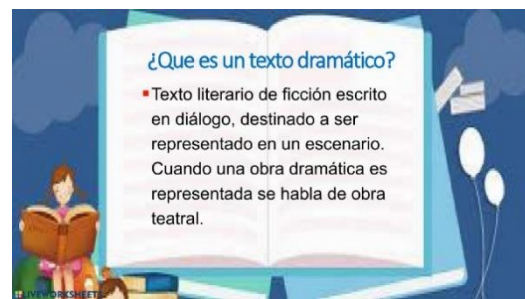 ¿Que es un texto dramático?
▪Texto literario de ficción escrito
en diálogo, destinado a ser
representado en un escenario.
Cuando una obra dramática es
representada se habla de obra
teatral.
LIVEWORKSHEETS